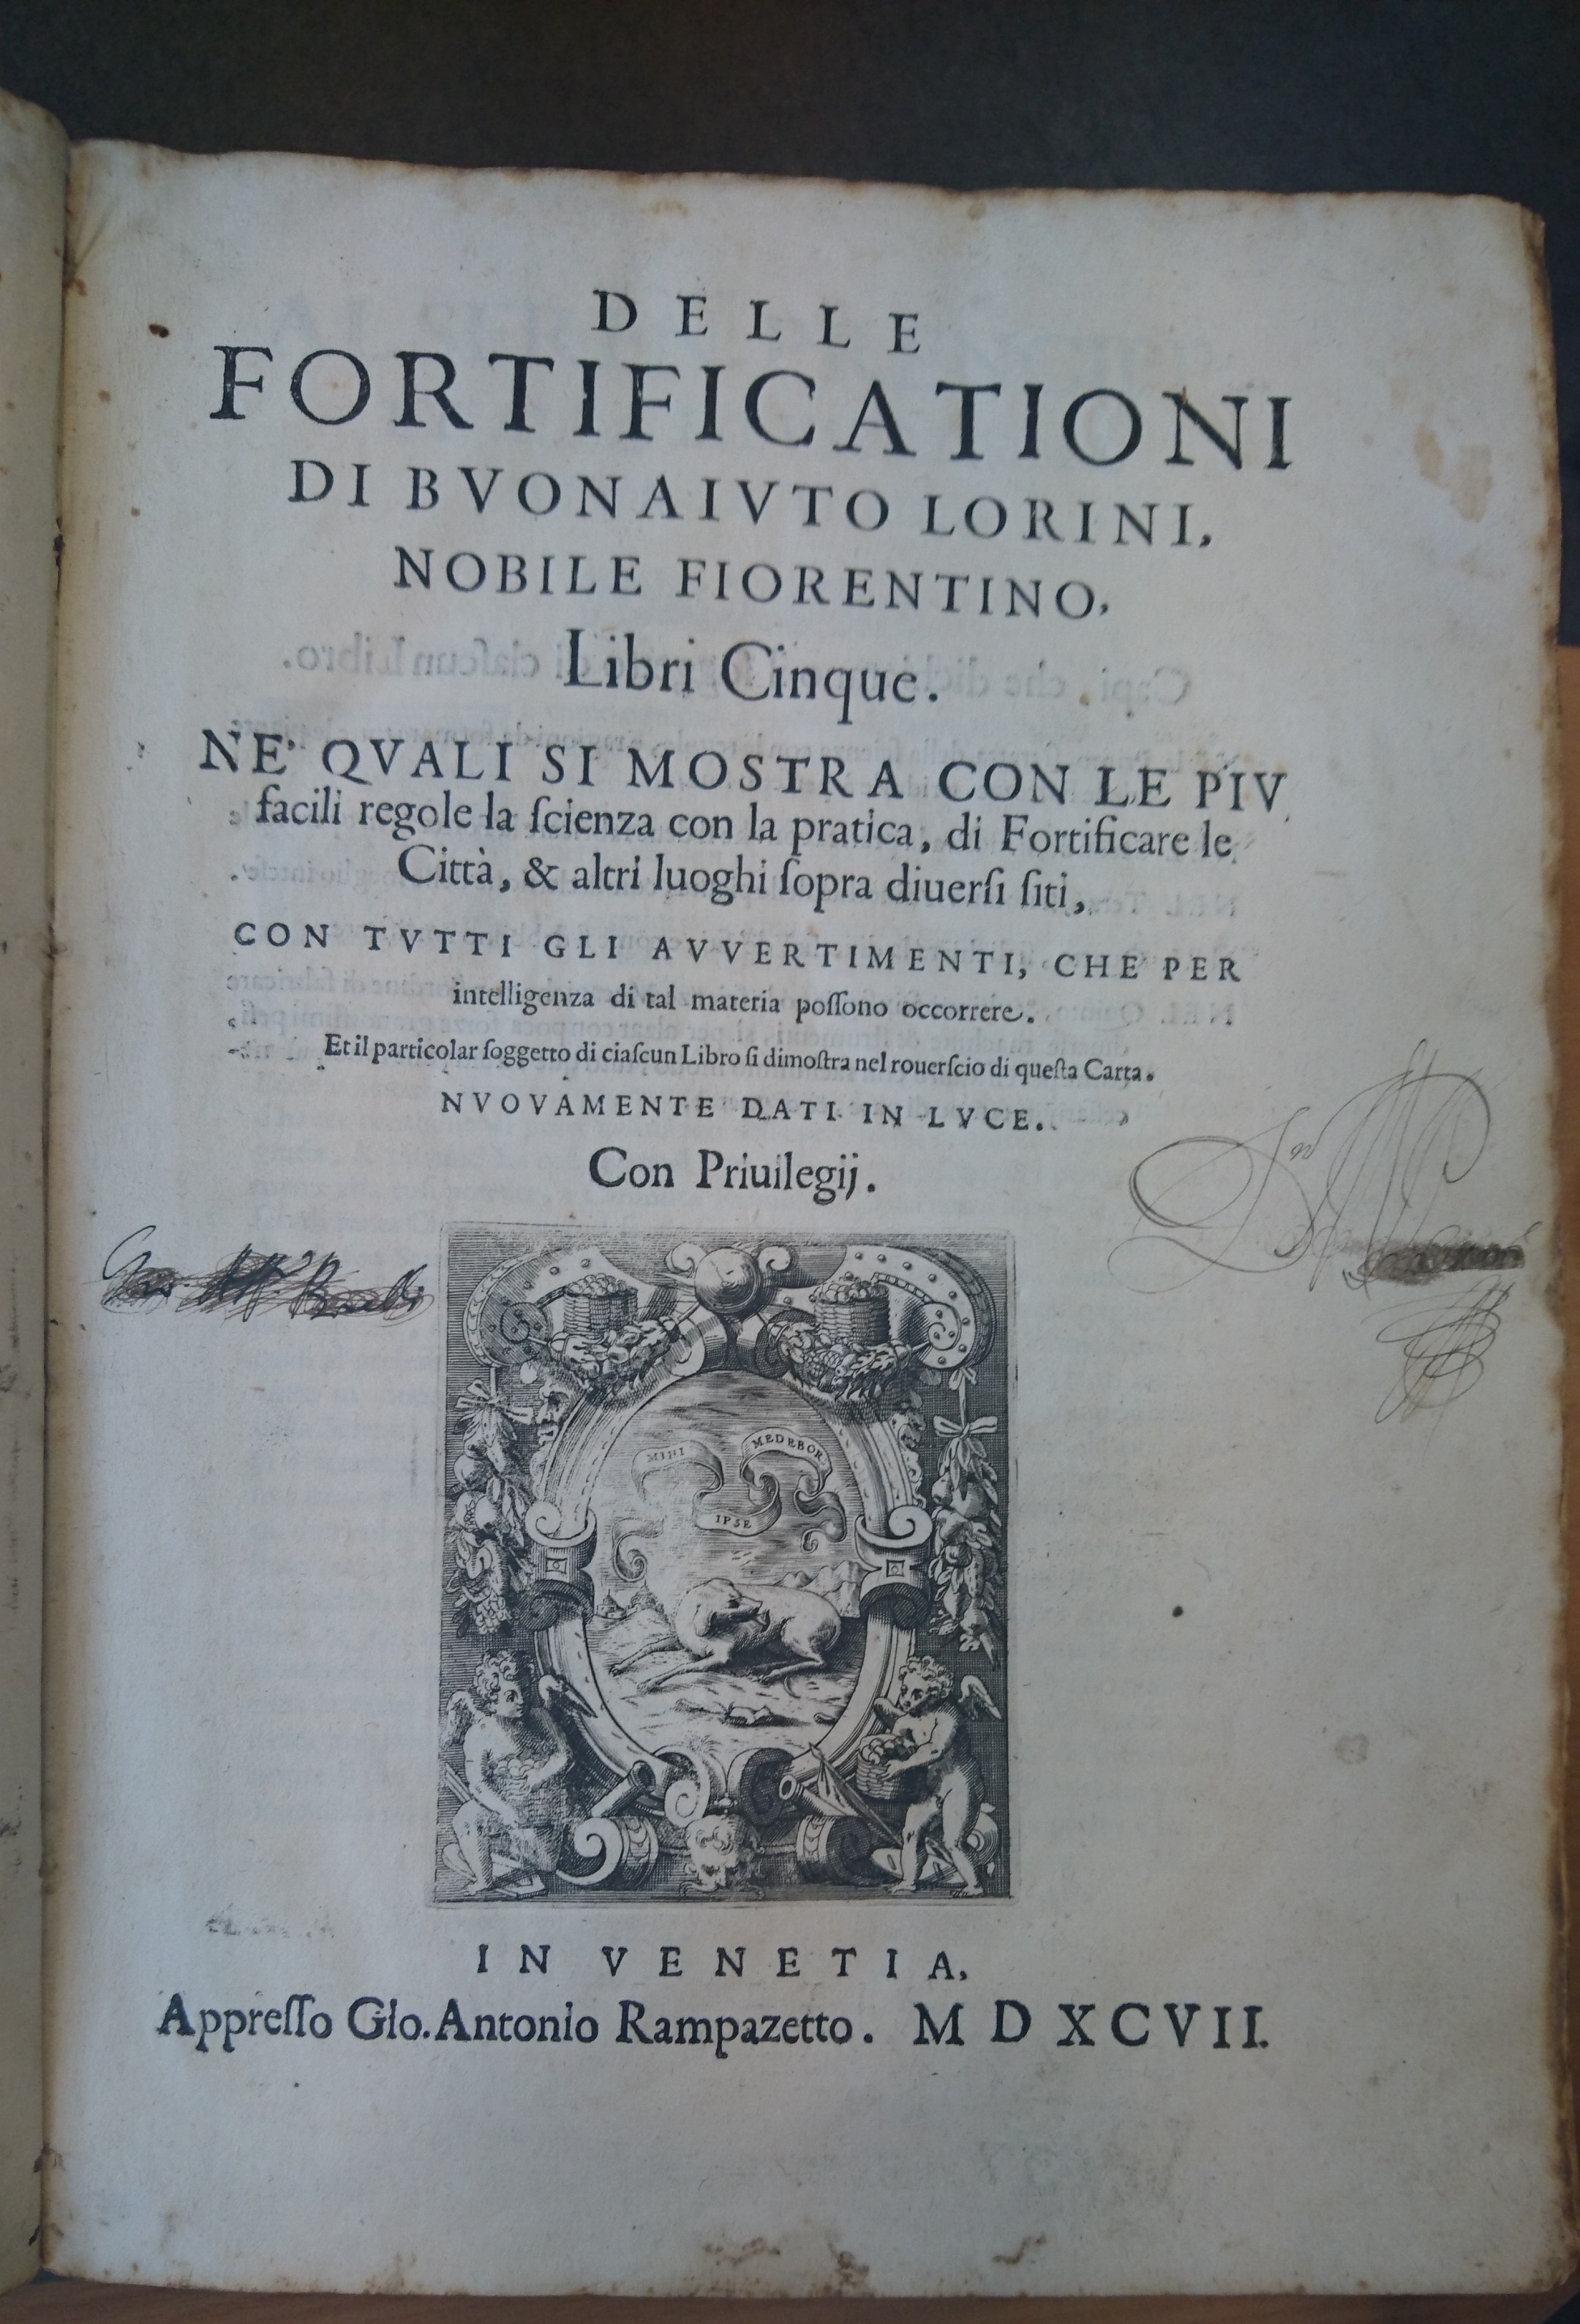 DELLE
FORTIFICATIONI
DI BVONAIVTO LORINI,
NOBILE FIORENTINO,
Libri Cinque.
NE' QVALI SI MOSTRA CON LE PIV
facili regole la ſcienza con la pratica, di Fortificare le
Città, & altri luoghi ſopra diuerſi ſiti,
CON TVTTI GLI AVVERTIMENTI, CHE PER
intelligenza di tal materia poſſono occorrere.
Et il particolar ſoggetto di ciaſcun Libro ſi dimoſtra nel rouerſcio di queſta Carta.
NVOVAMENTE DATI IN LVCE.
Con Priuilegij.
MIHI
MEDEBOR
IPSE
IN VENETIA,
Appreſſo Gio. Antonio Rampazetto. MDXCVII.